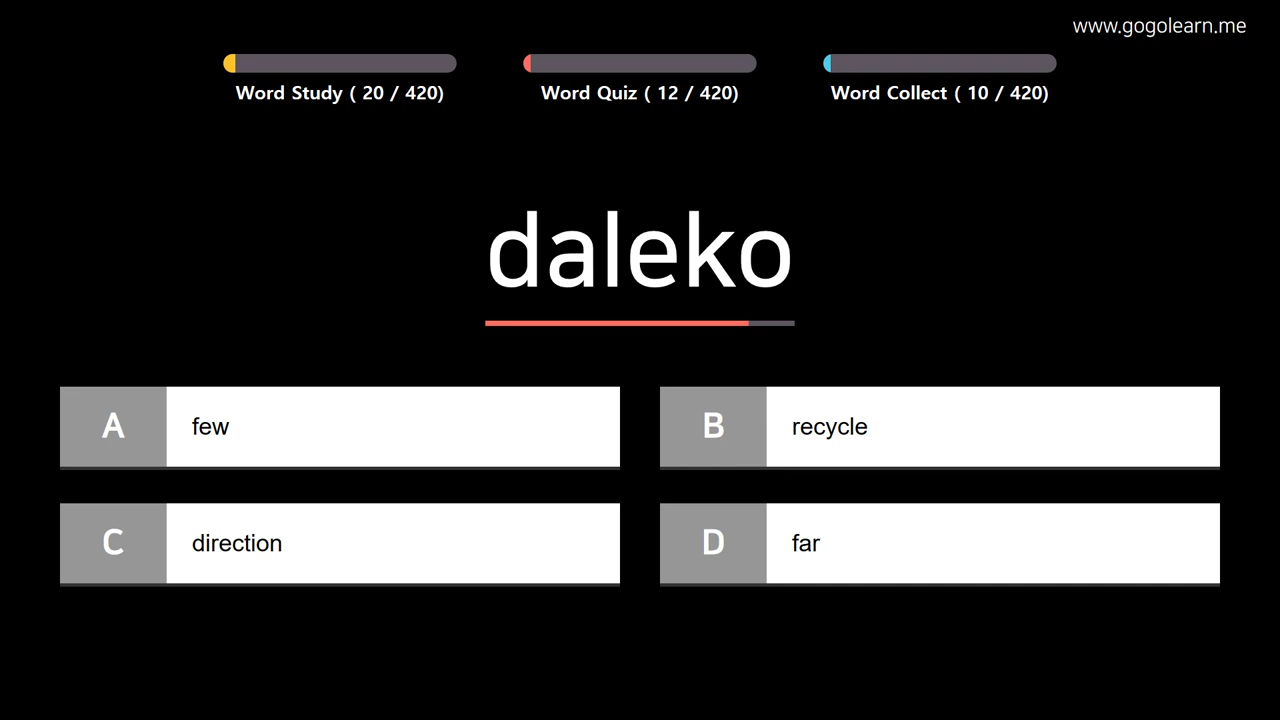 www.gogolearn.me
Word Study ( 20 / 420)
Word Quiz ( 12 / 420)
Word Collect ( 10 / 420)
daleko
A few
B recycle
C direction
D far